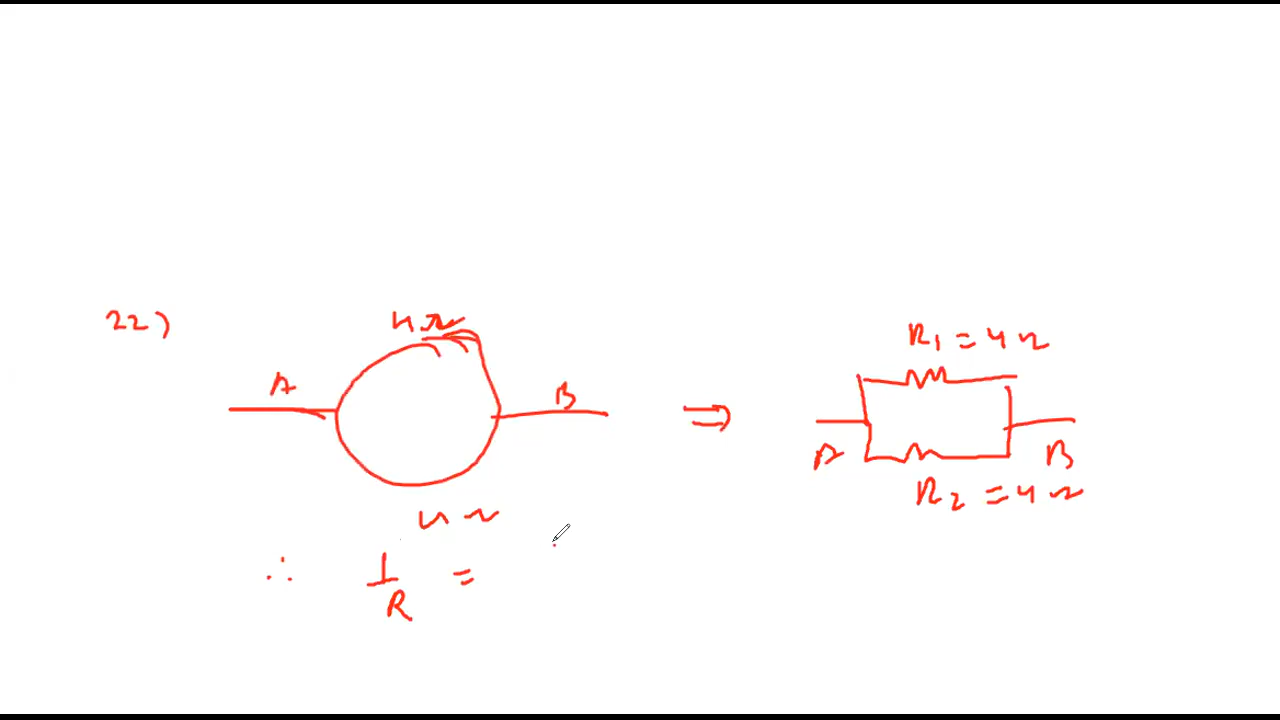 22)
4Ω
A
B
4Ω
⇒
R1 = 4Ω
A
B
R2 = 4Ω
∴ 1/R =